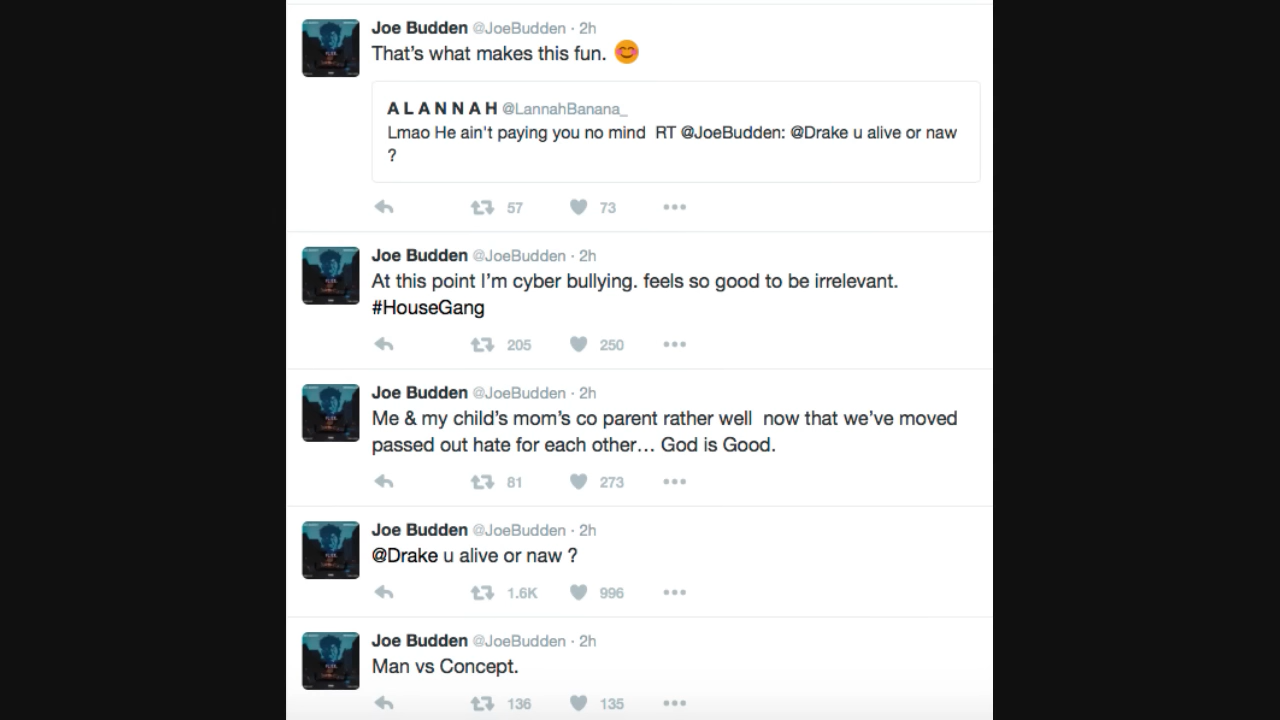 Joe Budden @JoeBudden · 2h
That's what makes this fun. 😊
A L A N N A H @LannahBanana_
Lmao He ain't paying you no mind  RT @JoeBudden: @Drake u alive or naw
?
57 73
Joe Budden @JoeBudden · 2h
At this point I'm cyber bullying. feels so good to be irrelevant.
#HouseGang
205 250
Joe Budden @JoeBudden · 2h
Me & my child's mom's co parent rather well  now that we've moved
passed out hate for each other... God is Good.
81 273
Joe Budden @JoeBudden · 2h
@Drake u alive or naw ?
1.6K 996
Joe Budden @JoeBudden · 2h
Man vs Concept.
136 135